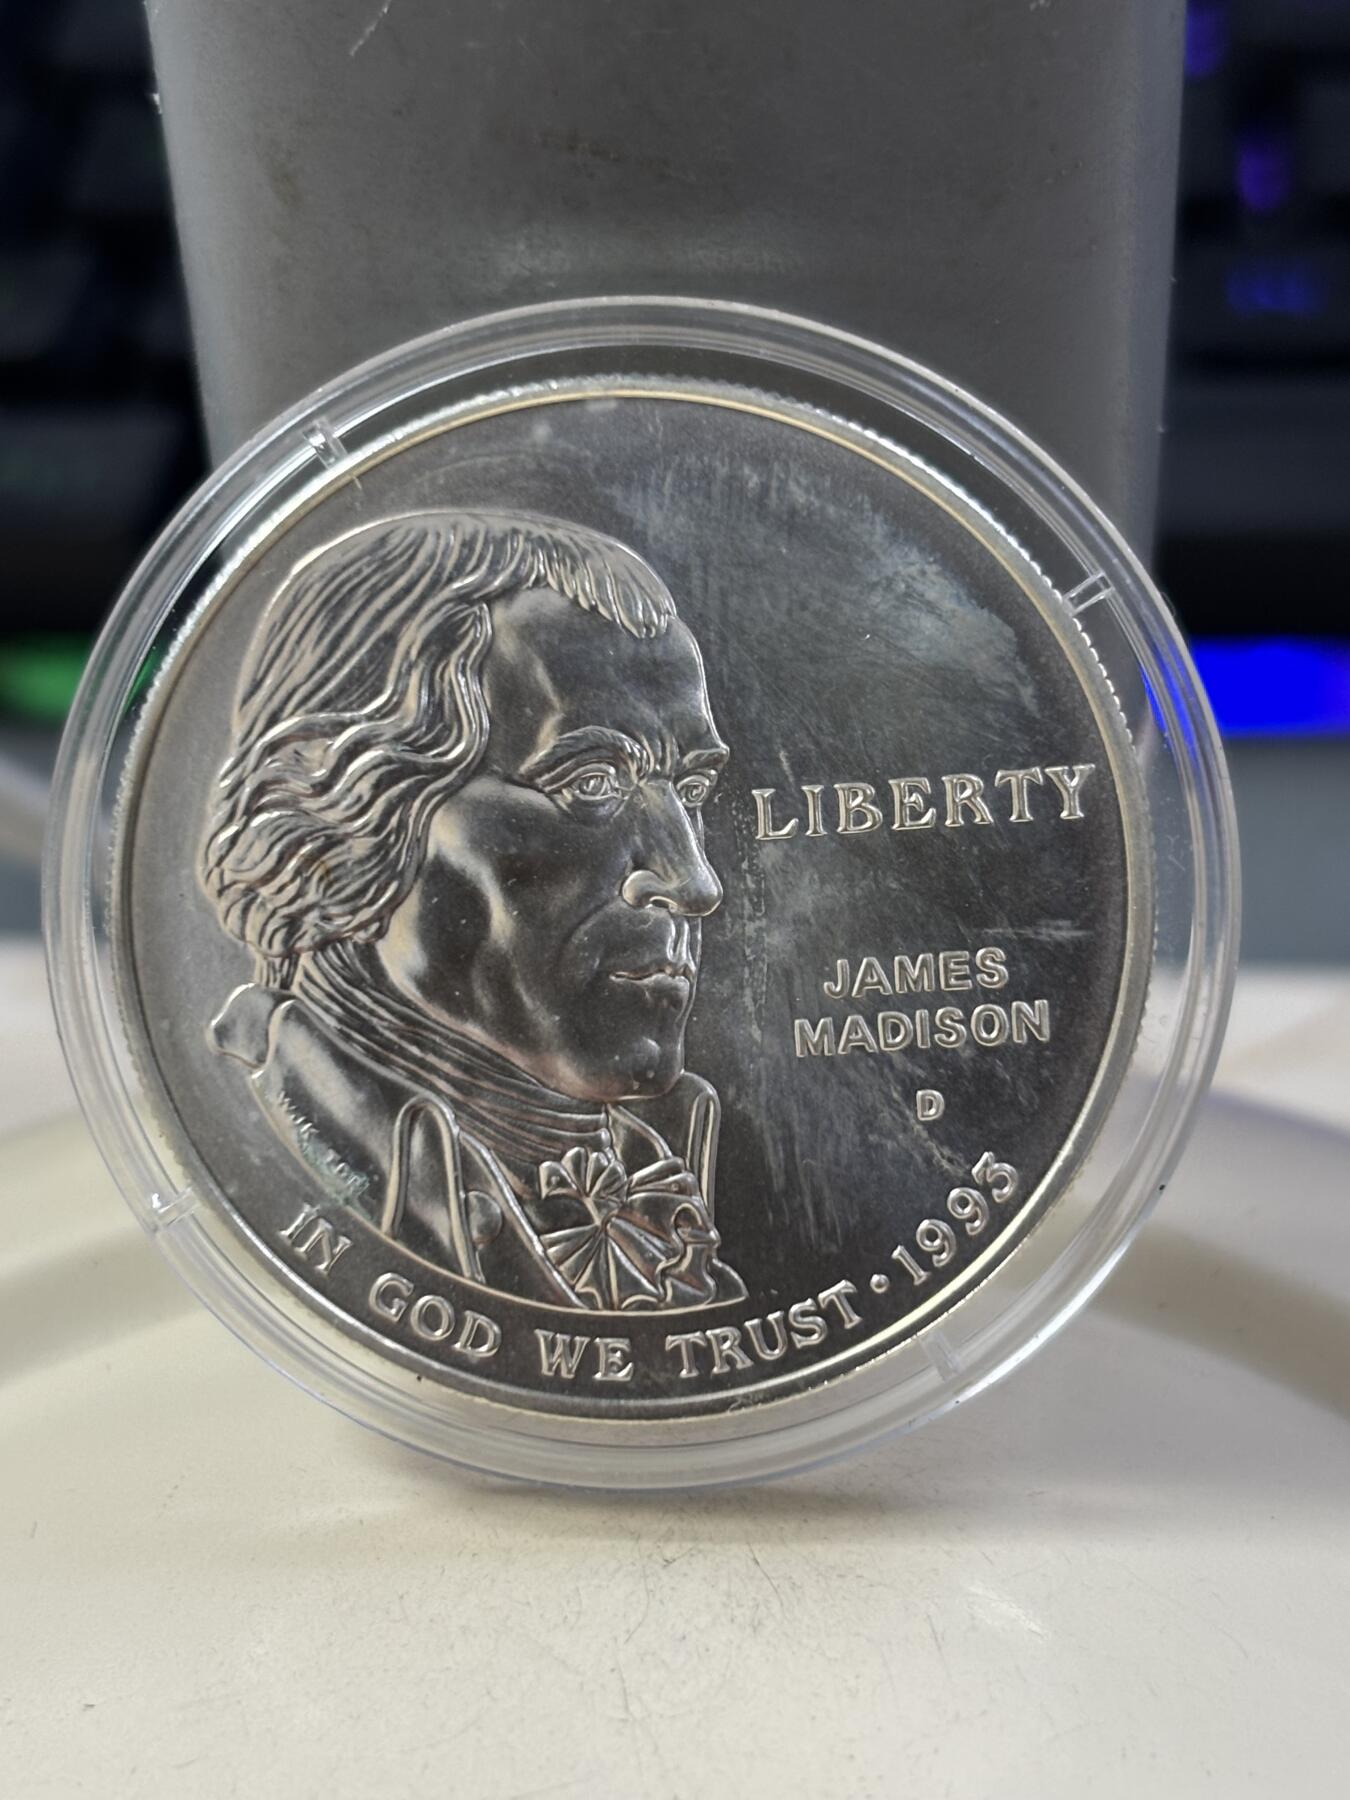 LIBERTY
JAMES
MADISON
D
IN GOD WE TRUST • 1993